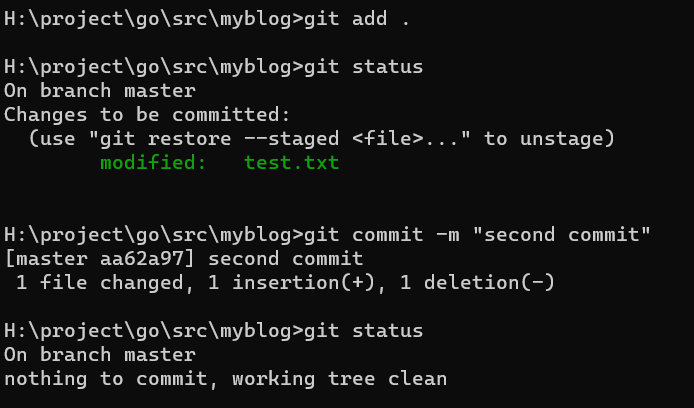 H:\project\go\src\myblog>git add .
H:\project\go\src\myblog>git status
On branch master
Changes to be committed:
  (use "git restore --staged <file>..." to unstage)
        modified:   test.txt
H:\project\go\src\myblog>git commit -m "second commit"
[master aa62a97] second commit
 1 file changed, 1 insertion(+), 1 deletion(-)
H:\project\go\src\myblog>git status
On branch master
nothing to commit, working tree clean